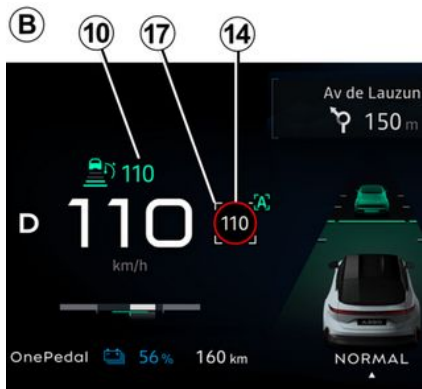 B
10
17
14
Av de Lauzun
150 m
110
A
D
110
110
km/h
OnePedal
56 %
160 km
NORMAL